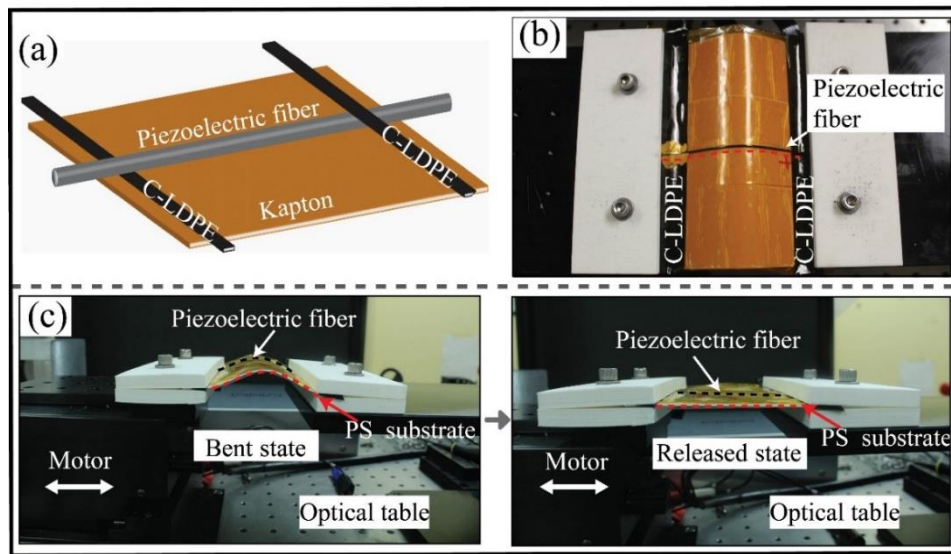 (a)
Piezoelectric fiber
C-LDPE
C-LDPE
Kapton
(b)
Piezoelectric
fiber
C-LDPE
C-LDPE
(c)
Piezoelectric fiber
PS substrate
Bent state
Motor
Optical table
Piezoelectric fiber
PS substrate
Released state
Motor
Optical table